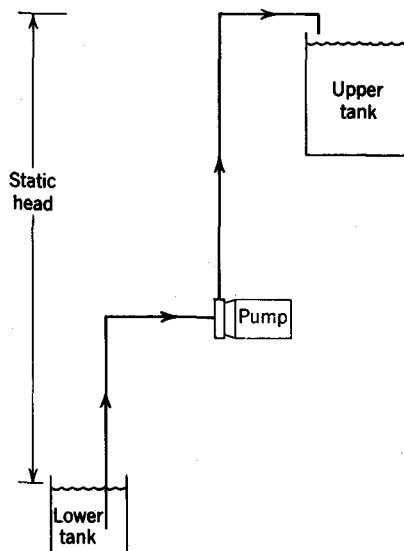 Upper
tank
Static
head
Pump
Lower
tank